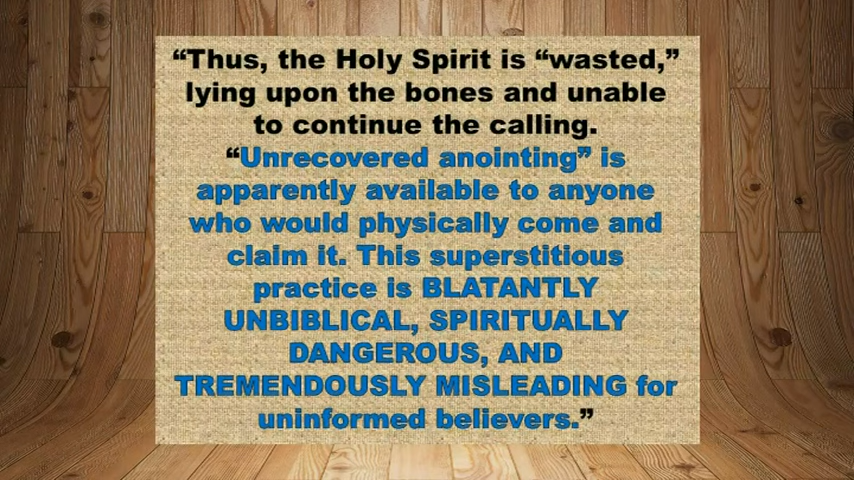 “Thus, the Holy Spirit is “wasted,”
lying upon the bones and unable
to continue the calling.
“Unrecovered anointing” is
apparently available to anyone
who would physically come and
claim it. This superstitious
practice is BLATANTLY
UNBIBLICAL, SPIRITUALLY
DANGEROUS, AND
TREMENDOUSLY MISLEADING for
uninformed believers.”